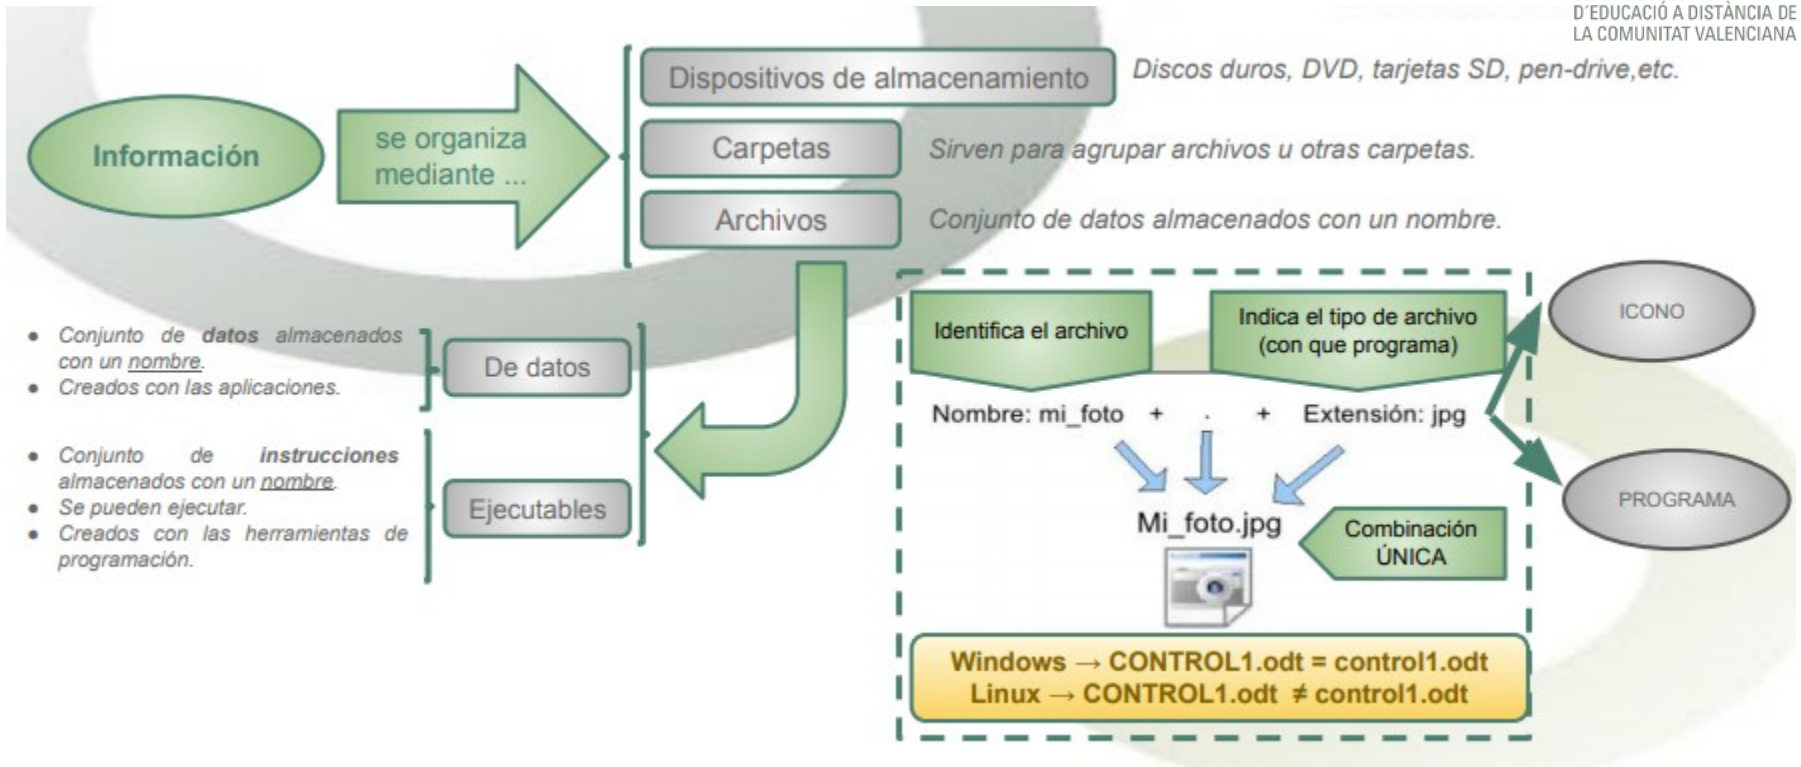 D'EDUCACIÓ A DISTÀNCIA DE
LA COMUNITAT VALENCIANA
Información
se organiza
mediante ...
Dispositivos de almacenamiento
Discos duros, DVD, tarjetas SD, pen-drive,etc.
Carpetas
Sirven para agrupar archivos u otras carpetas.
Archivos
Conjunto de datos almacenados con un nombre.
● Conjunto de datos almacenados
con un nombre.
● Creados con las aplicaciones.
De datos
● Conjunto de instrucciones
almacenados con un nombre.
● Se pueden ejecutar.
● Creados con las herramientas de
programación.
Ejecutables
Identifica el archivo
Indica el tipo de archivo
(con que programa)
Nombre: mi_foto + . + Extensión: jpg
Mi_foto.jpg
Combinación
ÚNICA
ICONO
PROGRAMA
Windows → CONTROL1.odt = control1.odt
Linux → CONTROL1.odt ≠ control1.odt